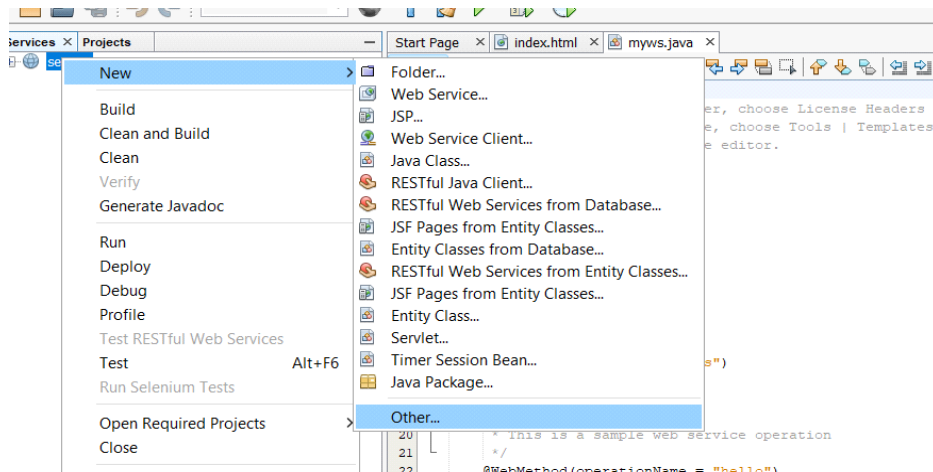 Services × Projects
Start Page × index.html × myws.java ×
se
New
Build
Clean and Build
Clean
Verify
Generate Javadoc
Run
Deploy
Debug
Profile
Test RESTful Web Services
Test Alt+F6
Run Selenium Tests
Open Required Projects
Close
Folder...
Web Service...
JSP...
Web Service Client...
Java Class...
RESTful Java Client...
RESTful Web Services from Database...
JSF Pages from Entity Classes...
Entity Classes from Database...
RESTful Web Services from Entity Classes...
JSF Pages from Entity Classes...
Entity Class...
Servlet...
Timer Session Bean...
Java Package...
Other...
er, choose License Headers
e, choose Tools | Templates
e editor.
s")
20 * This is a sample web service operation
21 */
22 @WebMethod(operationName = "hello")